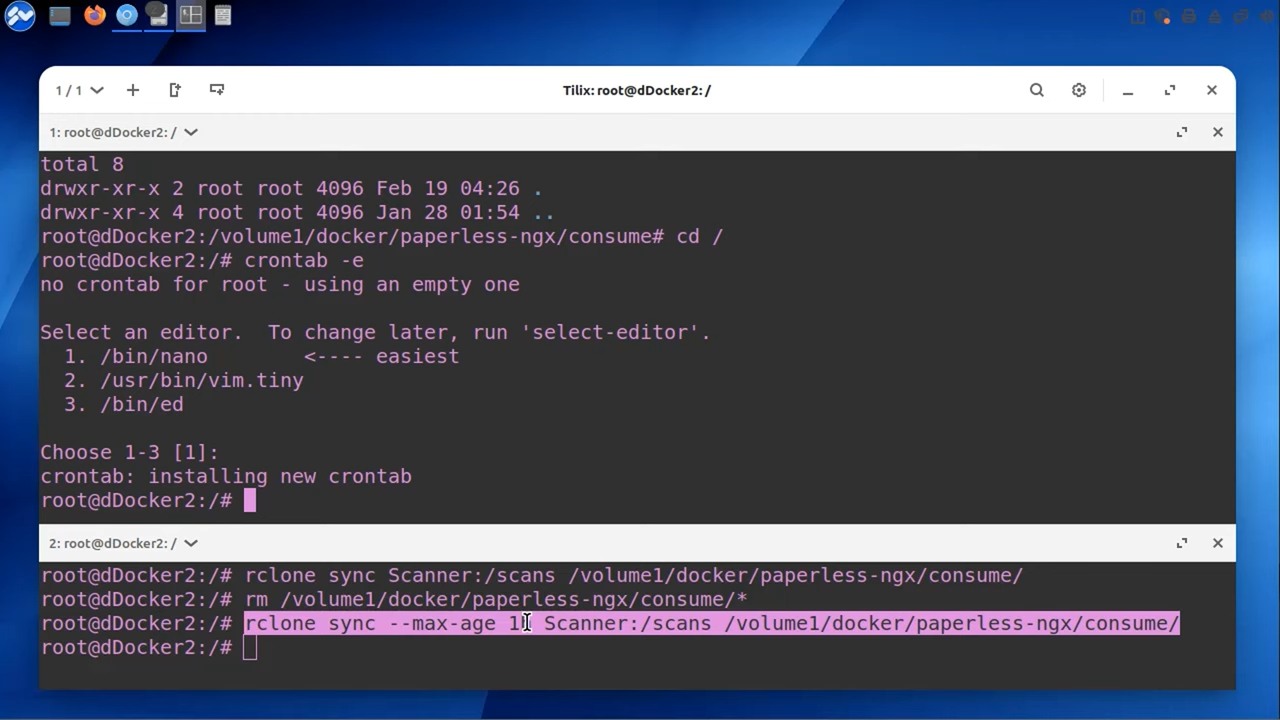 1 / 1
Tilix: root@dDocker2: /
1: root@dDocker2: /
total 8
drwxr-xr-x 2 root root 4096 Feb 19 04:26 .
drwxr-xr-x 4 root root 4096 Jan 28 01:54 ..
root@dDocker2:/volume1/docker/paperless-ngx/consume# cd /
root@dDocker2:/# crontab -e
no crontab for root - using an empty one
Select an editor.  To change later, run 'select-editor'.
1. /bin/nano        <---- easiest
2. /usr/bin/vim.tiny
3. /bin/ed
Choose 1-3 [1]:
crontab: installing new crontab
root@dDocker2:/#
2: root@dDocker2: /
root@dDocker2:/# rclone sync Scanner:/scans /volume1/docker/paperless-ngx/consume/
root@dDocker2:/# rm /volume1/docker/paperless-ngx/consume/*
root@dDocker2:/# rclone sync --max-age Scanner:/scans /volume1/docker/paperless-ngx/consume/
root@dDocker2:/#